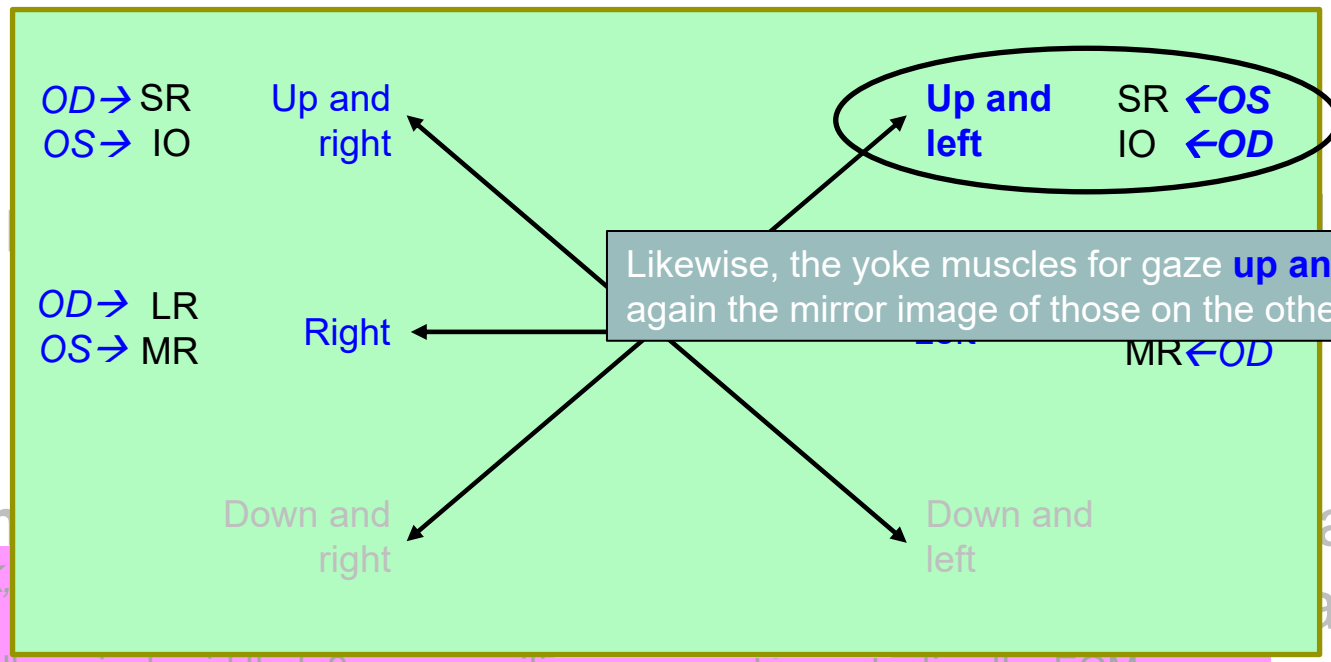 OD→ SR Up and
OS→ IO right
Up and SR ←OS
left IO ←OD
Likewise, the yoke muscles for gaze up an
again the mirror image of those on the othe
OD→ LR
OS→ MR
Right
MR←OD
Down and
right
Down and
left